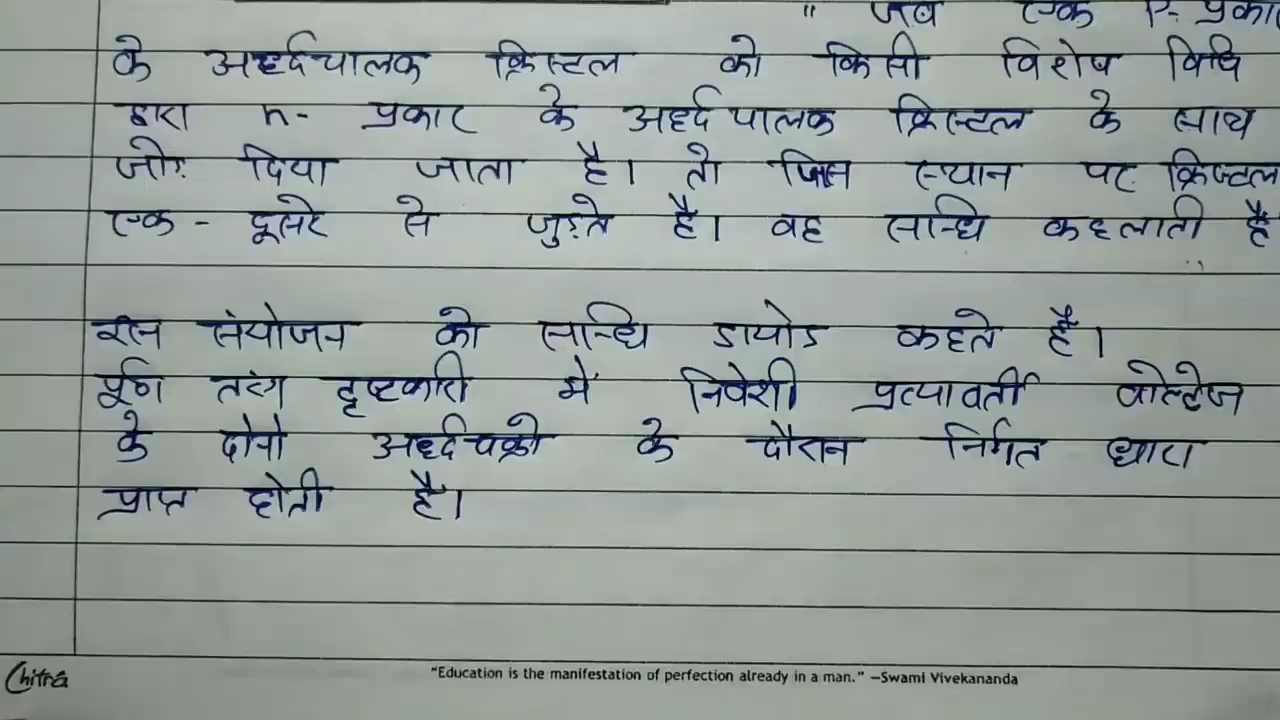 " जब एक P- प्रकार
के अर्द्धचालक क्रिस्टल को किसी विशेष विधि
द्वारा n- प्रकार के अर्द्धचालक क्रिस्टल के साथ
जोड़ दिया जाता है। तो जिस स्थान पर क्रिष्टल
एक - दूसरे से जुड़ते है। वह सन्धि कहलाती है
इस संयोजन को सन्धि डायोड कहते हैं।
पूर्ण तरंग दृष्टकारी में निवेशी प्रत्यावर्ती वोल्टेज
के दोनो अर्द्धचक्रो के दौरान निर्गत धारा
प्राप्त होती है।
Chitra
"Education is the manifestation of perfection already in a man." –Swami Vivekananda